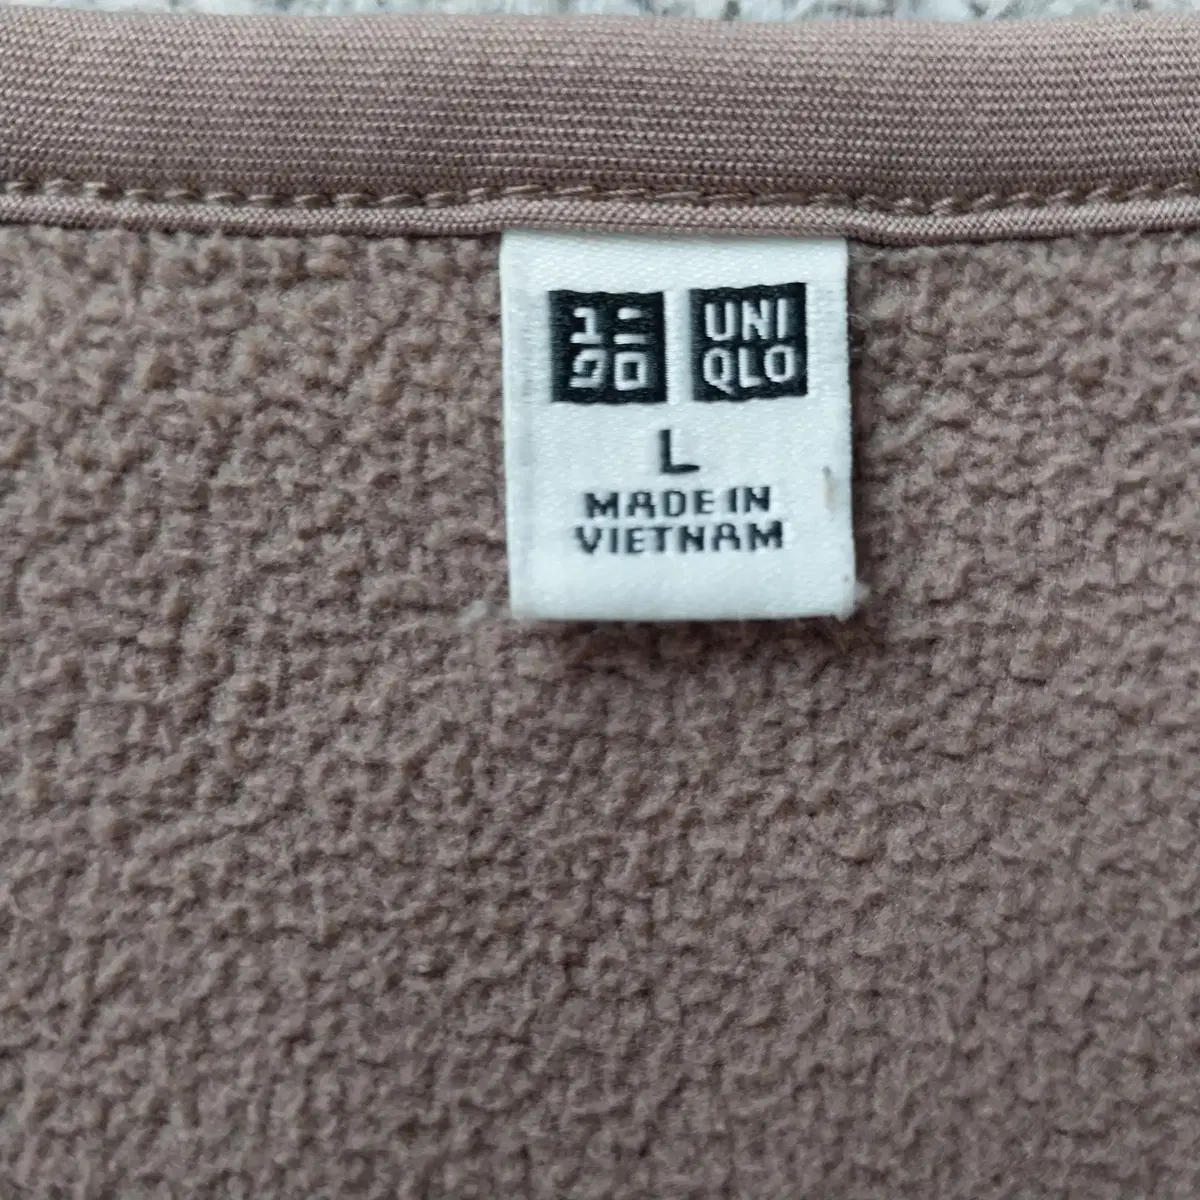 ユニ UNI
クロ QLO
L
MADE IN
VIETNAM